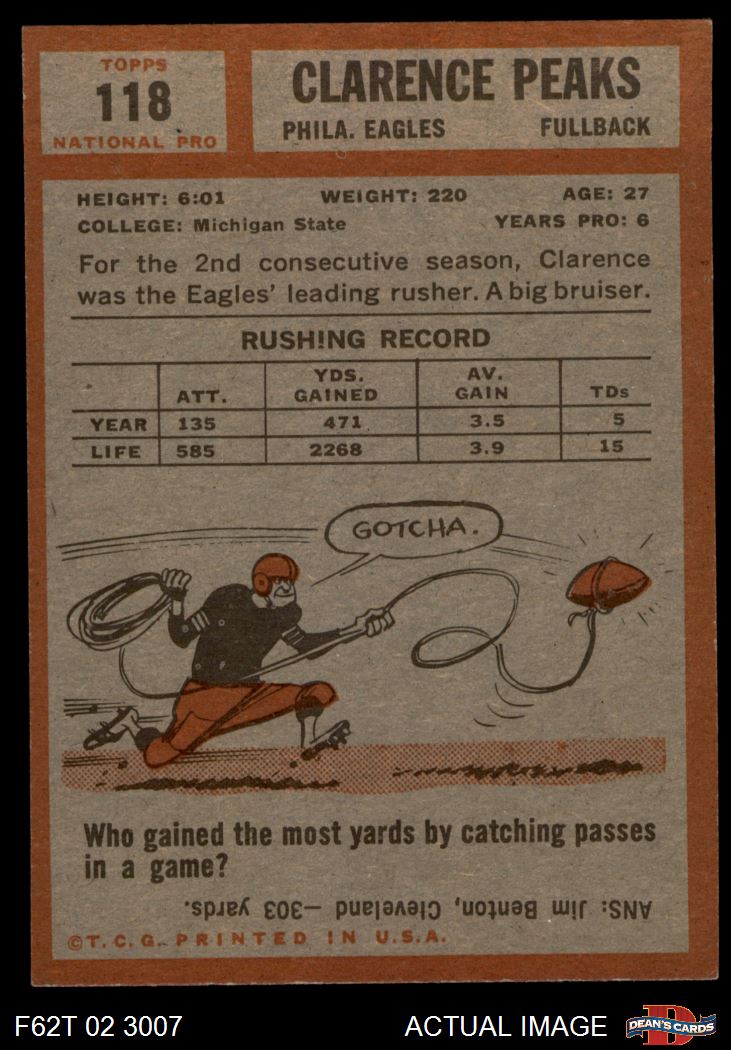 TOPPS
118
NATIONAL PRO
CLARENCE PEAKS
PHILA. EAGLES FULLBACK
HEIGHT: 6:01 WEIGHT: 220 AGE: 27
COLLEGE: Michigan State YEARS PRO: 6
For the 2nd consecutive season, Clarence
was the Eagles' leading rusher. A big bruiser.
RUSHING RECORD
ATT. YDS. GAINED AV. GAIN TDs
YEAR 135 471 3.5 5
LIFE 585 2268 3.9 15
GOTCHA.
Who gained the most yards by catching passes
in a game?
ANS: Jim Benton, Cleveland—303 yards.
©T.C.G. PRINTED IN U.S.A.
F62T 02 3007 ACTUAL IMAGE
D
DEAN'S CARDS